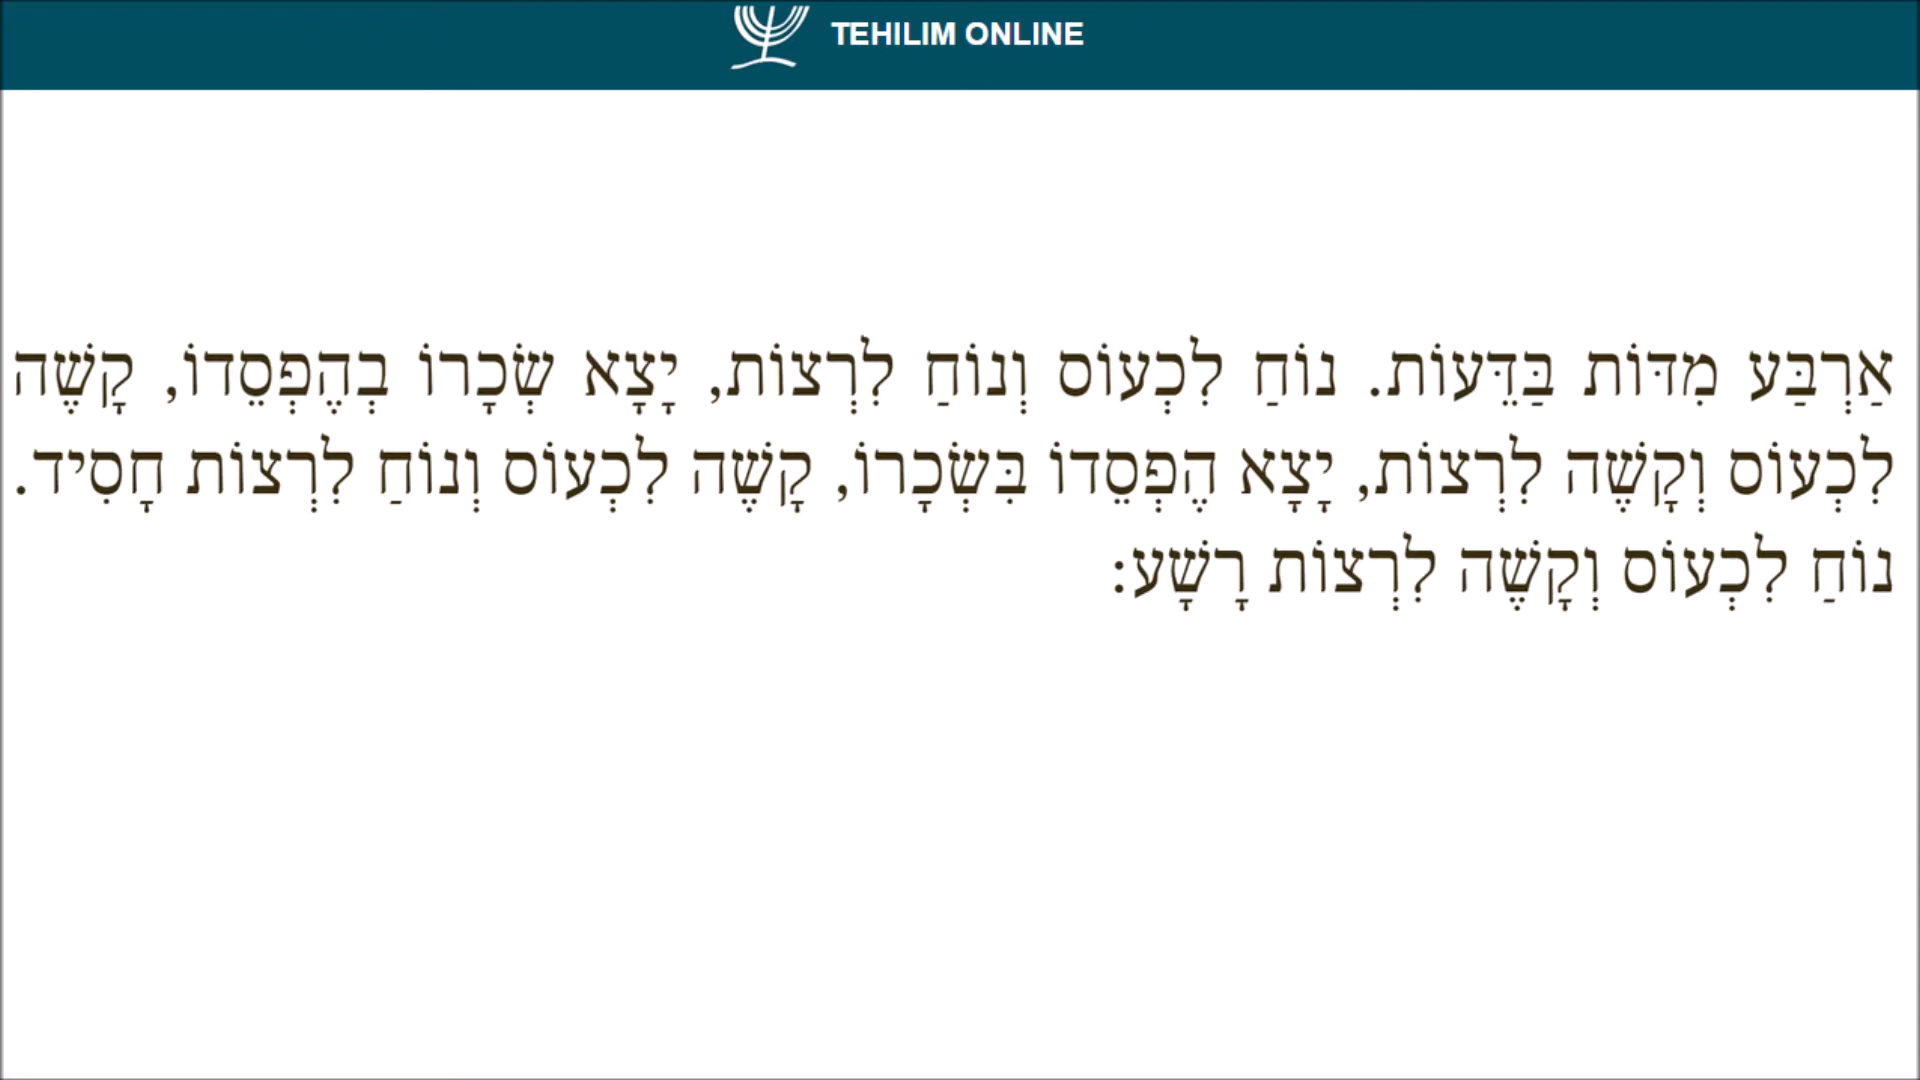 TEHILIM ONLINE
אַרְבַּע מִדּוֹת בַּדֵּעוֹת. נוֹחַ לִכְעוֹס וְנוֹחַ לִרְצוֹת, יָצָא שְׂכָרוֹ בְהֶפְסֵדוֹ, קָשֶׁה
לִכְעוֹס וְקָשֶׁה לִרְצוֹת, יָצָא הֶפְסֵדוֹ בִּשְׂכָרוֹ, קָשֶׁה לִכְעוֹס וְנוֹחַ לִרְצוֹת חָסִיד.
נוֹחַ לִכְעוֹס וְקָשֶׁה לִרְצוֹת רָשָׁע: